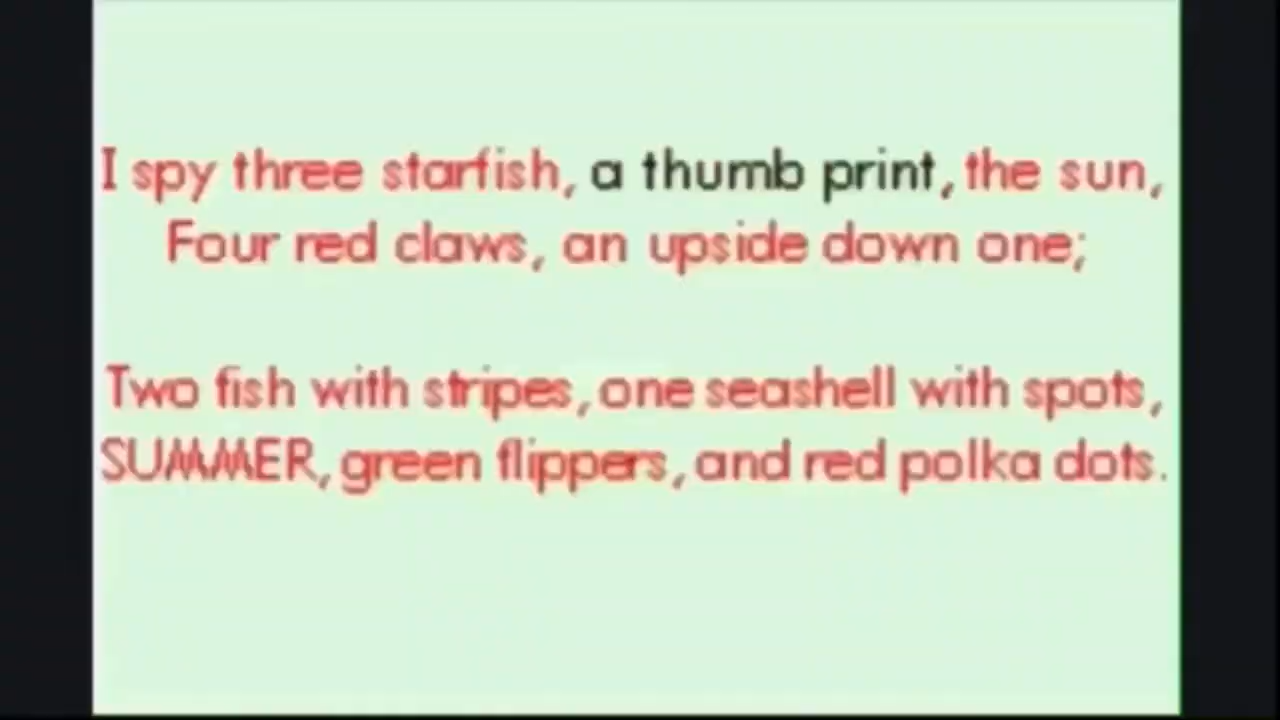 I spy three starfish, a thumb print, the sun,
Four red claws, an upside down one;
Two fish with stripes, one seashell with spots,
SUMMER, green flippers, and red polka dots.